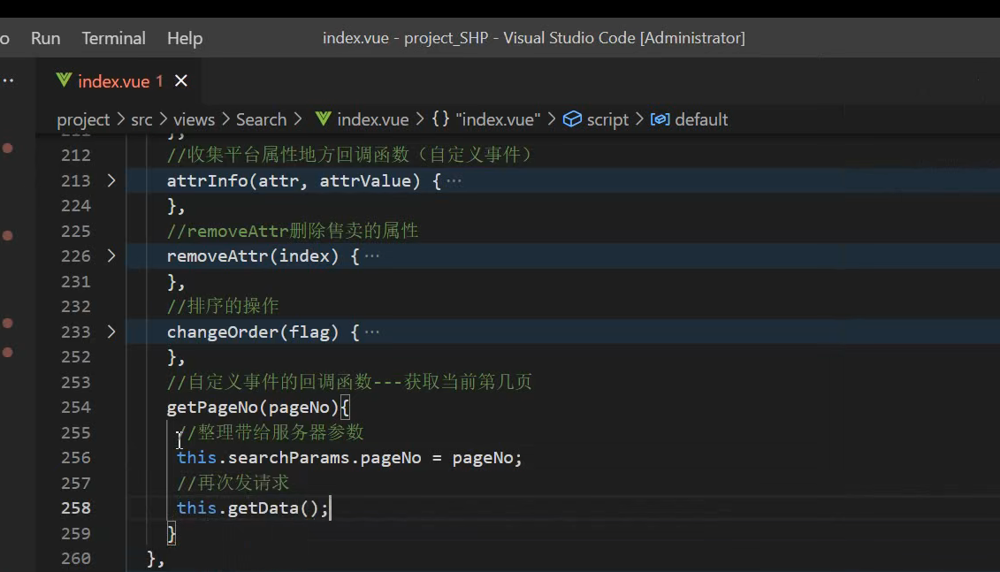 o Run Terminal Help index.vue - project_SHP - Visual Studio Code [Administrator]
index.vue 1
project > src > views > Search > index.vue > {} "index.vue" > script > default
212 //收集平台属性地方回调函数（自定义事件）
213 attrInfo(attr, attrValue) {···
224 },
225 //removeAttr删除售卖的属性
226 removeAttr(index) {···
231 },
232 //排序的操作
233 changeOrder(flag) {···
252 },
253 //自定义事件的回调函数---获取当前第几页
254 getPageNo(pageNo){
255 //整理带给服务器参数
256 this.searchParams.pageNo = pageNo;
257 //再次发请求
258 this.getData();
259 }
260 },